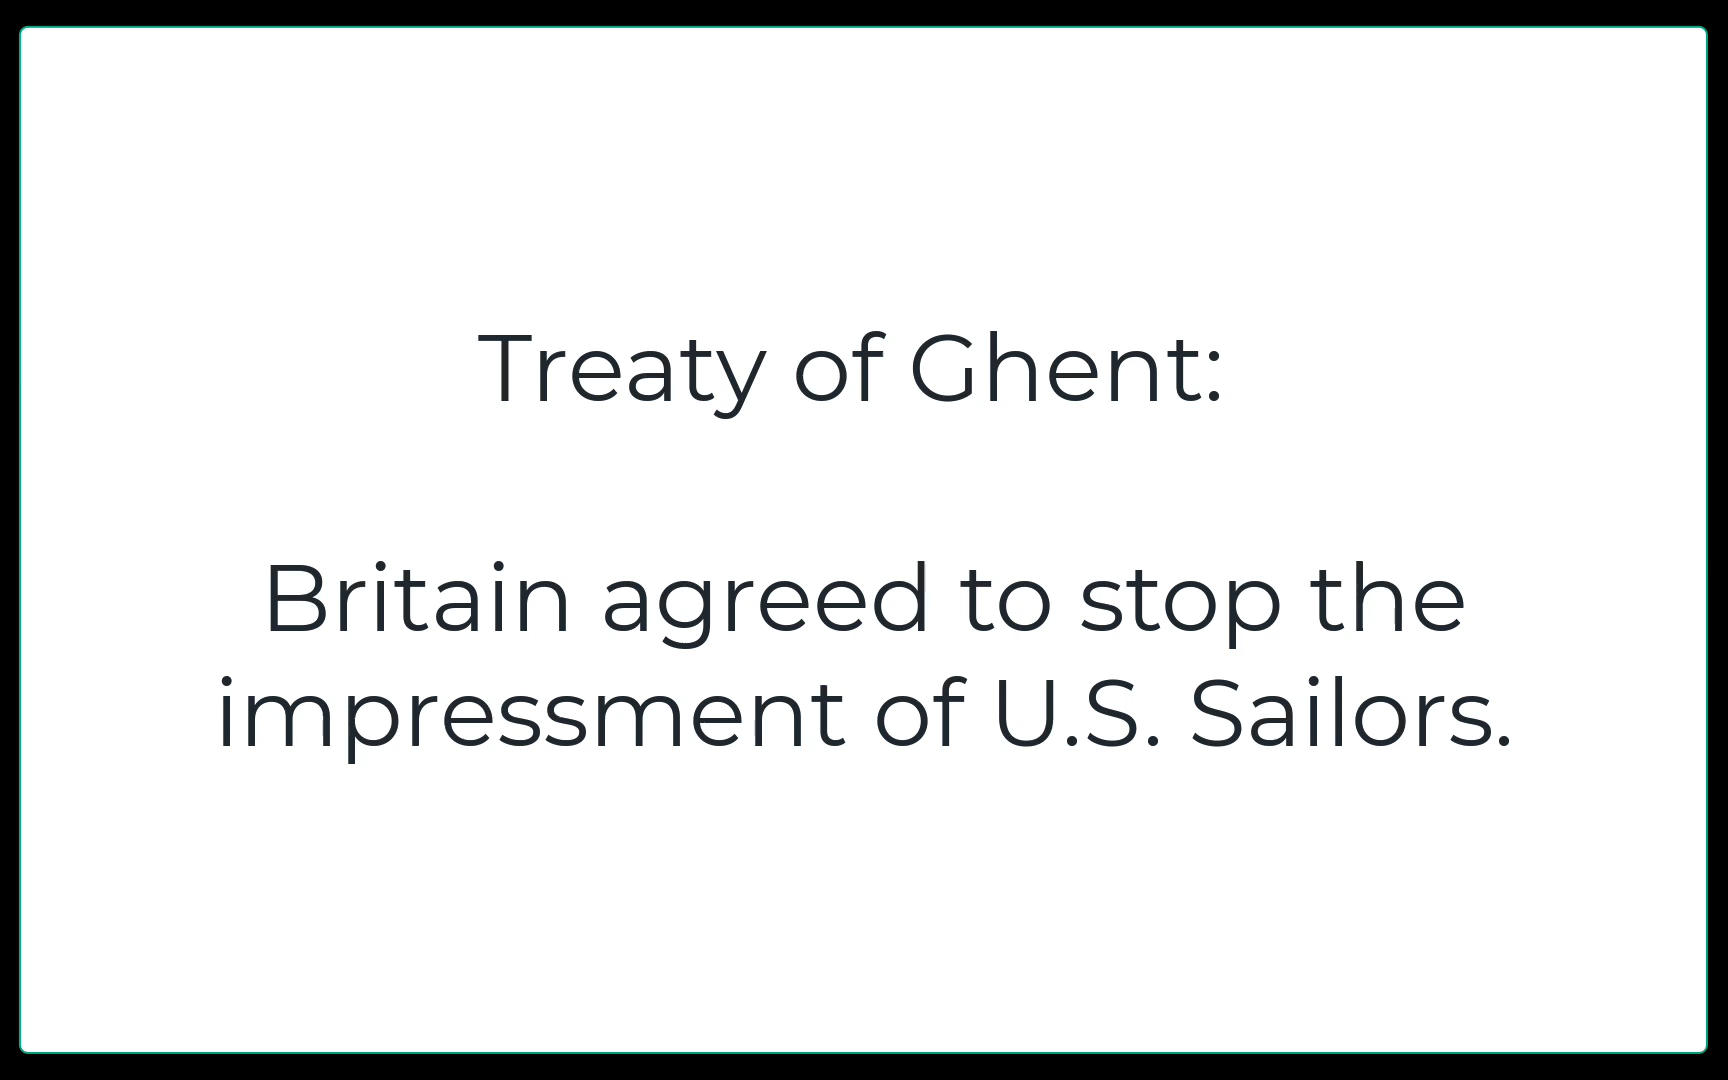 Treaty of Ghent:
Britain agreed to stop the
impressment of U.S. Sailors.